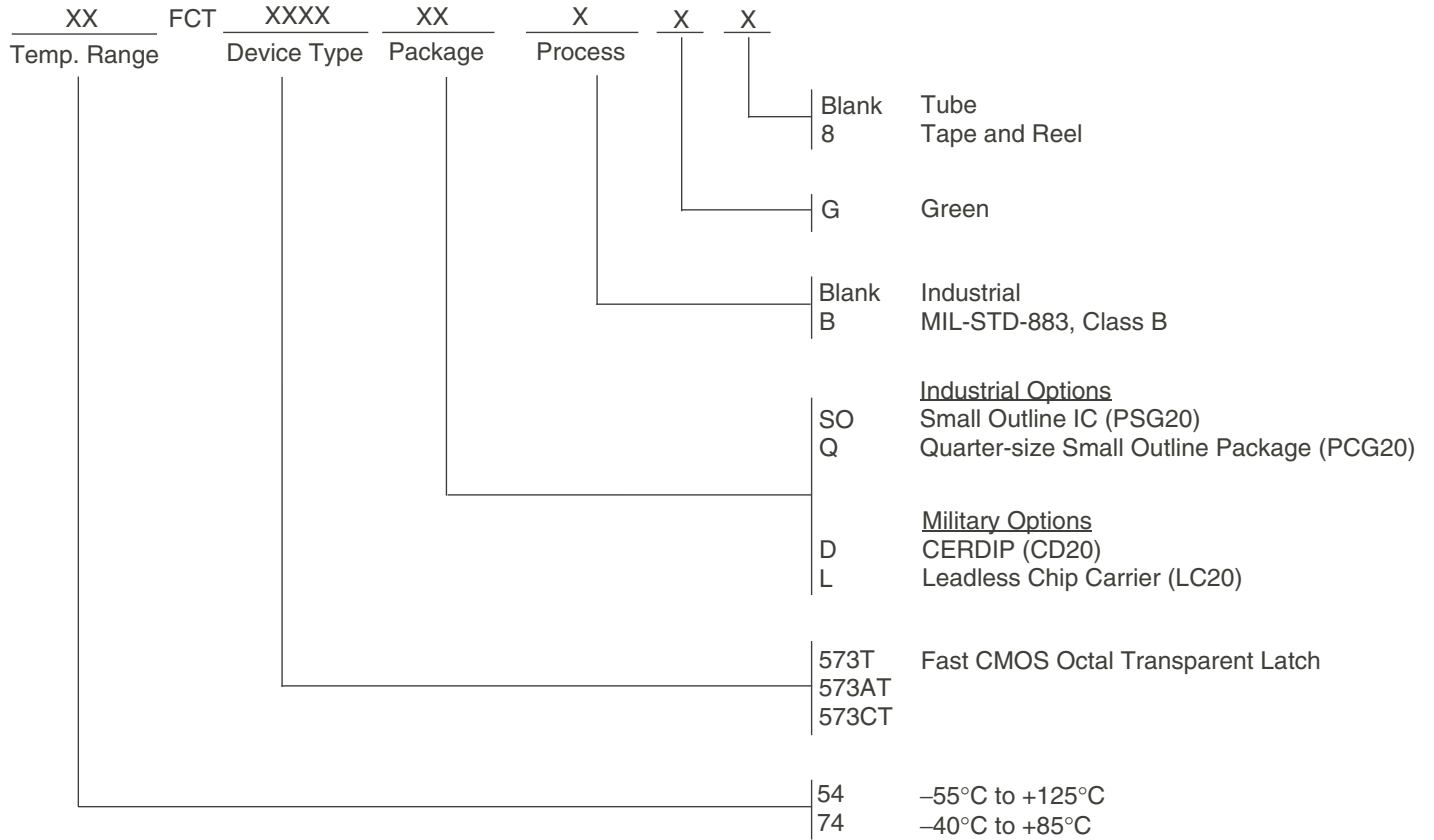 XX FCT XXXX XX X X X
Temp. Range Device Type Package Process
Blank Tube
8 Tape and Reel
G Green
Blank Industrial
B MIL-STD-883, Class B
Industrial Options
SO Small Outline IC (PSG20)
Q Quarter-size Small Outline Package (PCG20)
Military Options
D CERDIP (CD20)
L Leadless Chip Carrier (LC20)
573T Fast CMOS Octal Transparent Latch
573AT
573CT
54 –55°C to +125°C
74 –40°C to +85°C